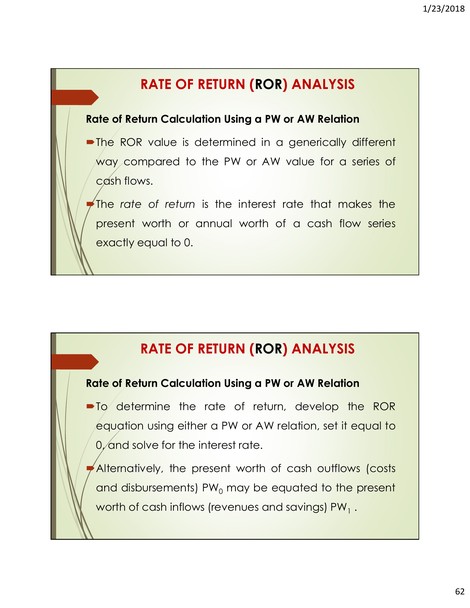 1/23/2018
RATE OF RETURN (ROR) ANALYSIS
Rate of Return Calculation Using a PW or AW Relation
The ROR value is determined in a generically different
way compared to the PW or AW value for a series of
cash flows.
The rate of return is the interest rate that makes the
present worth or annual worth of a cash flow series
exactly equal to 0.
RATE OF RETURN (ROR) ANALYSIS
Rate of Return Calculation Using a PW or AW Relation
To determine the rate of return, develop the ROR
equation using either a PW or AW relation, set it equal to
0, and solve for the interest rate.
Alternatively, the present worth of cash outflows (costs
and disbursements) PW0 may be equated to the present
worth of cash inflows (revenues and savings) PW1 .
62